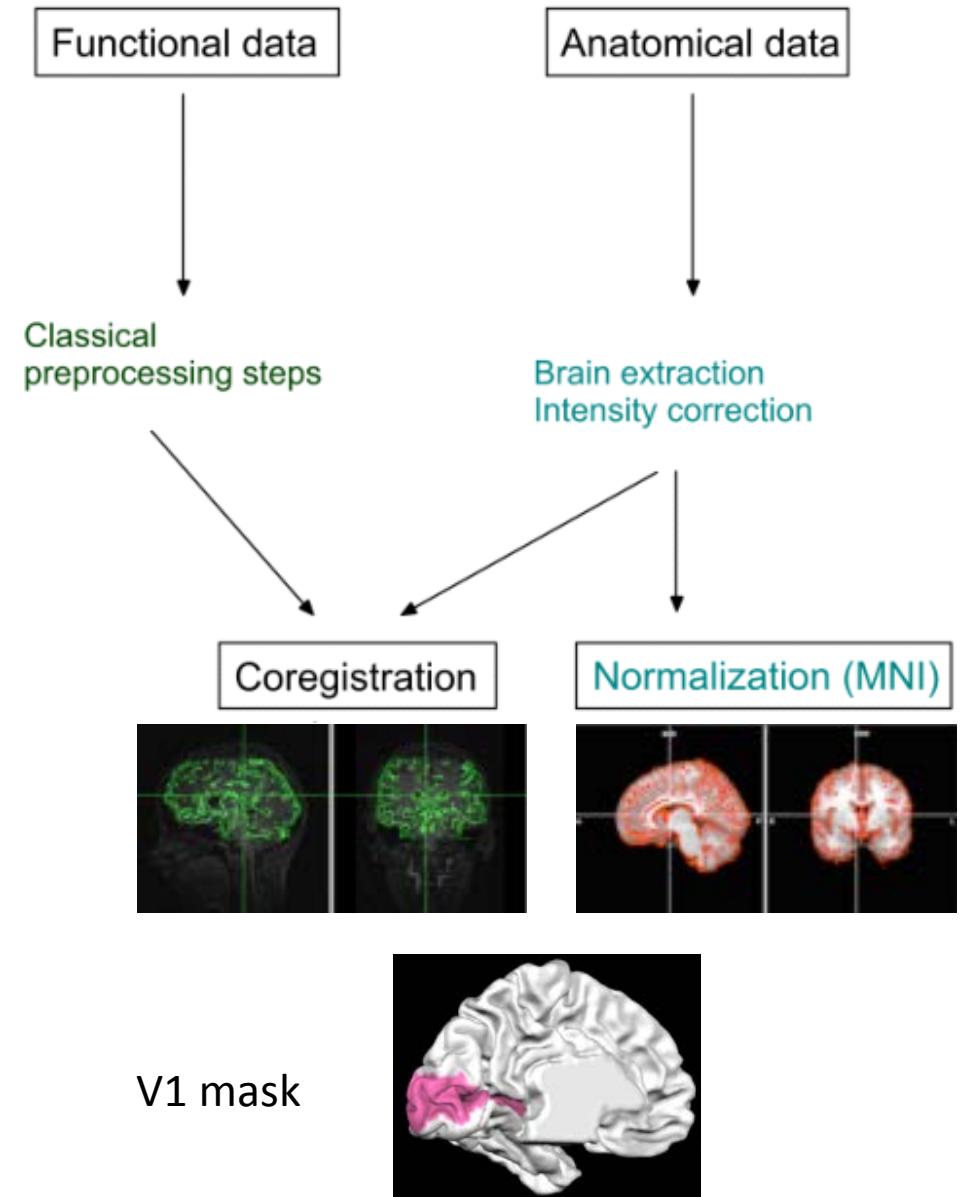 Functional data
Anatomical data
Classical
preprocessing steps
Brain extraction
Intensity correction
Coregistration
Normalization (MNI)
V1 mask